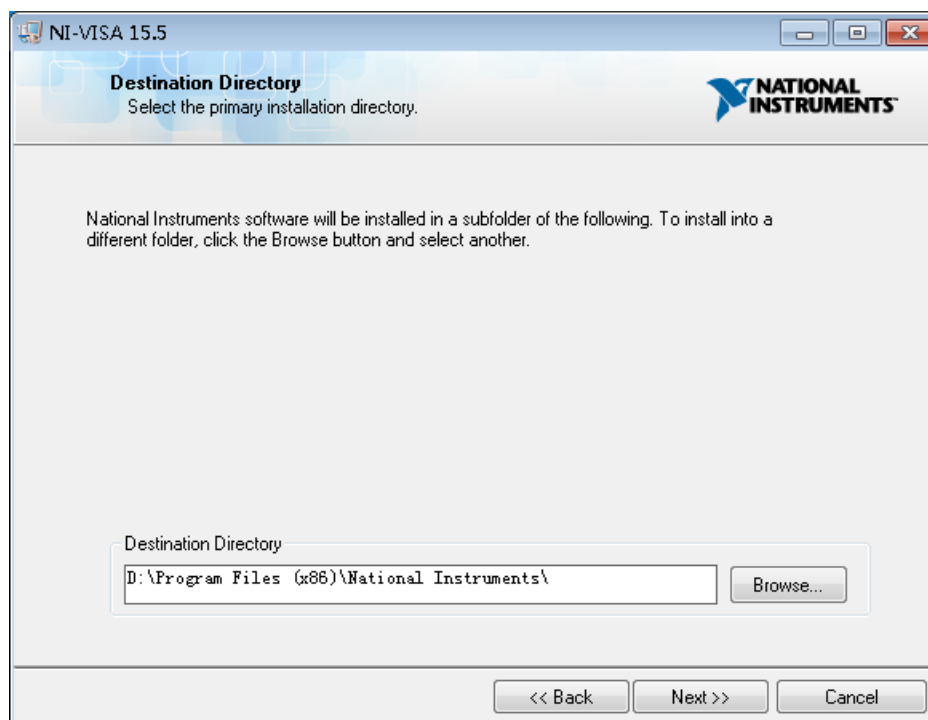 NI-VISA 15.5
Destination Directory
Select the primary installation directory.
NATIONAL
INSTRUMENTS™
National Instruments software will be installed in a subfolder of the following. To install into a
different folder, click the Browse button and select another.
Destination Directory
D:\Program Files (x86)\National Instruments\
Browse...
<< Back
Next >>
Cancel